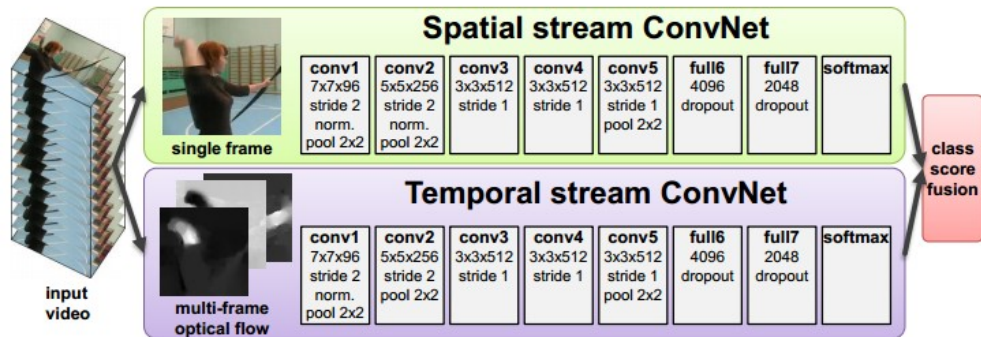 Spatial stream ConvNet
conv1
7x7x96
stride 2
norm.
pool 2x2
conv2
5x5x256
stride 2
norm.
pool 2x2
conv3
3x3x512
stride 1
conv4
3x3x512
stride 1
conv5
3x3x512
stride 1
pool 2x2
full6
4096
dropout
full7
2048
dropout
softmax
single frame
Temporal stream ConvNet
conv1
7x7x96
stride 2
norm.
pool 2x2
conv2
5x5x256
stride 2
pool 2x2
conv3
3x3x512
stride 1
conv4
3x3x512
stride 1
conv5
3x3x512
stride 1
pool 2x2
full6
4096
dropout
full7
2048
dropout
softmax
multi-frame
optical flow
input
video
class
score
fusion